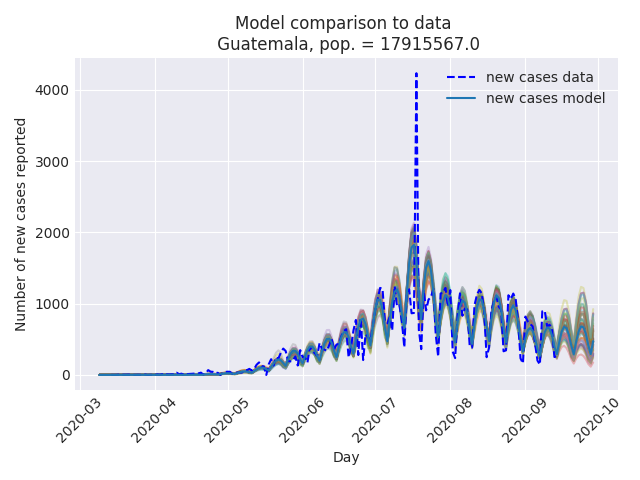 Model comparison to data
Guatemala, pop. = 17915567.0
new cases data
new cases model
Number of new cases reported
4000
3000
2000
1000
0
2020-03
2020-04
2020-05
2020-06
2020-07
2020-08
2020-09
2020-10
Day